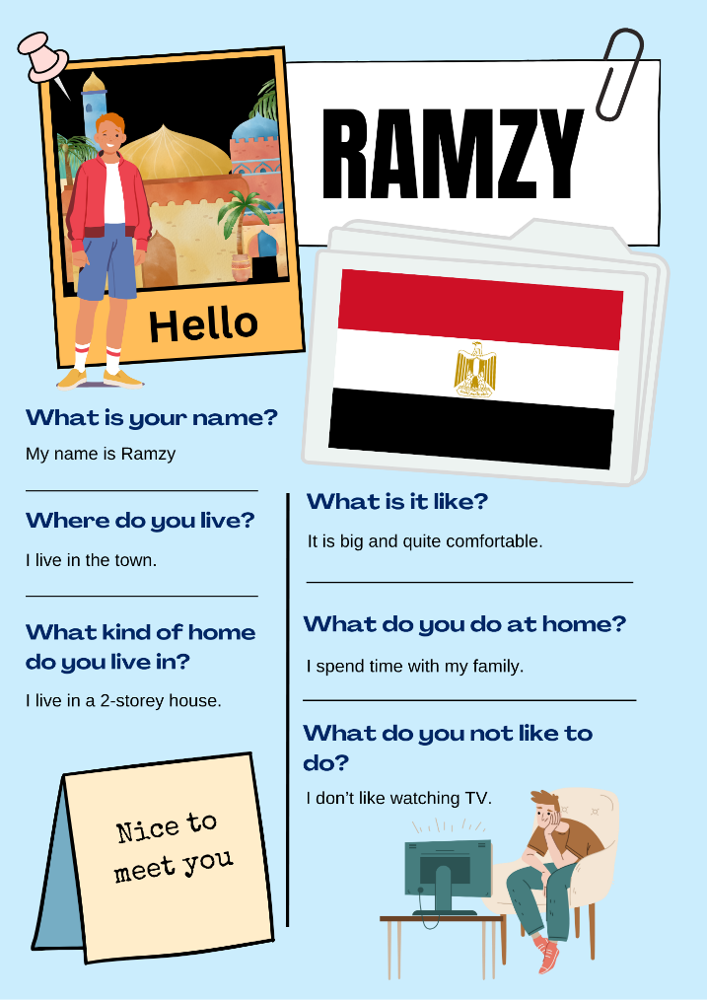 RAMZY
Hello
What is your name?
My name is Ramzy
Where do you live?
I live in the town.
What kind of home
do you live in?
I live in a 2-storey house.
Nice to
meet you
What is it like?
It is big and quite comfortable.
What do you do at home?
I spend time with my family.
What do you not like to
do?
I don’t like watching TV.